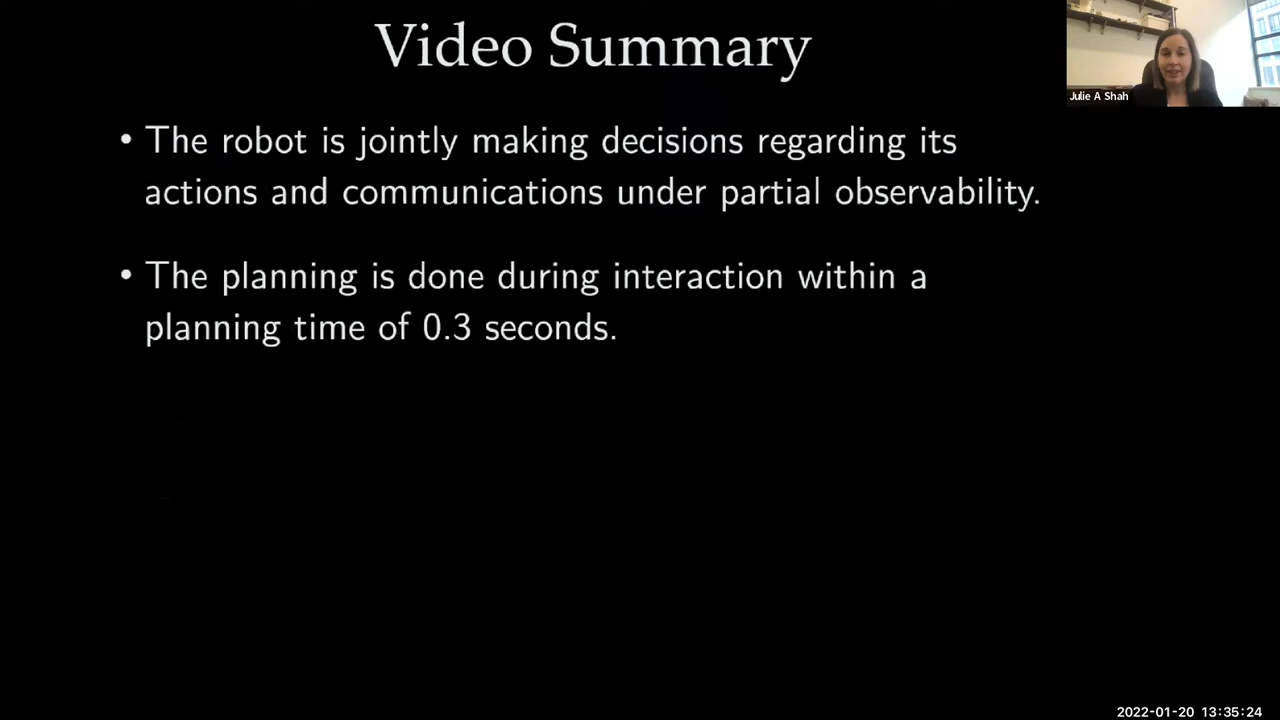 Video Summary
Julie A Shah
• The robot is jointly making decisions regarding its
actions and communications under partial observability.
• The planning is done during interaction within a
planning time of 0.3 seconds.
2022-01-20 13:35:24